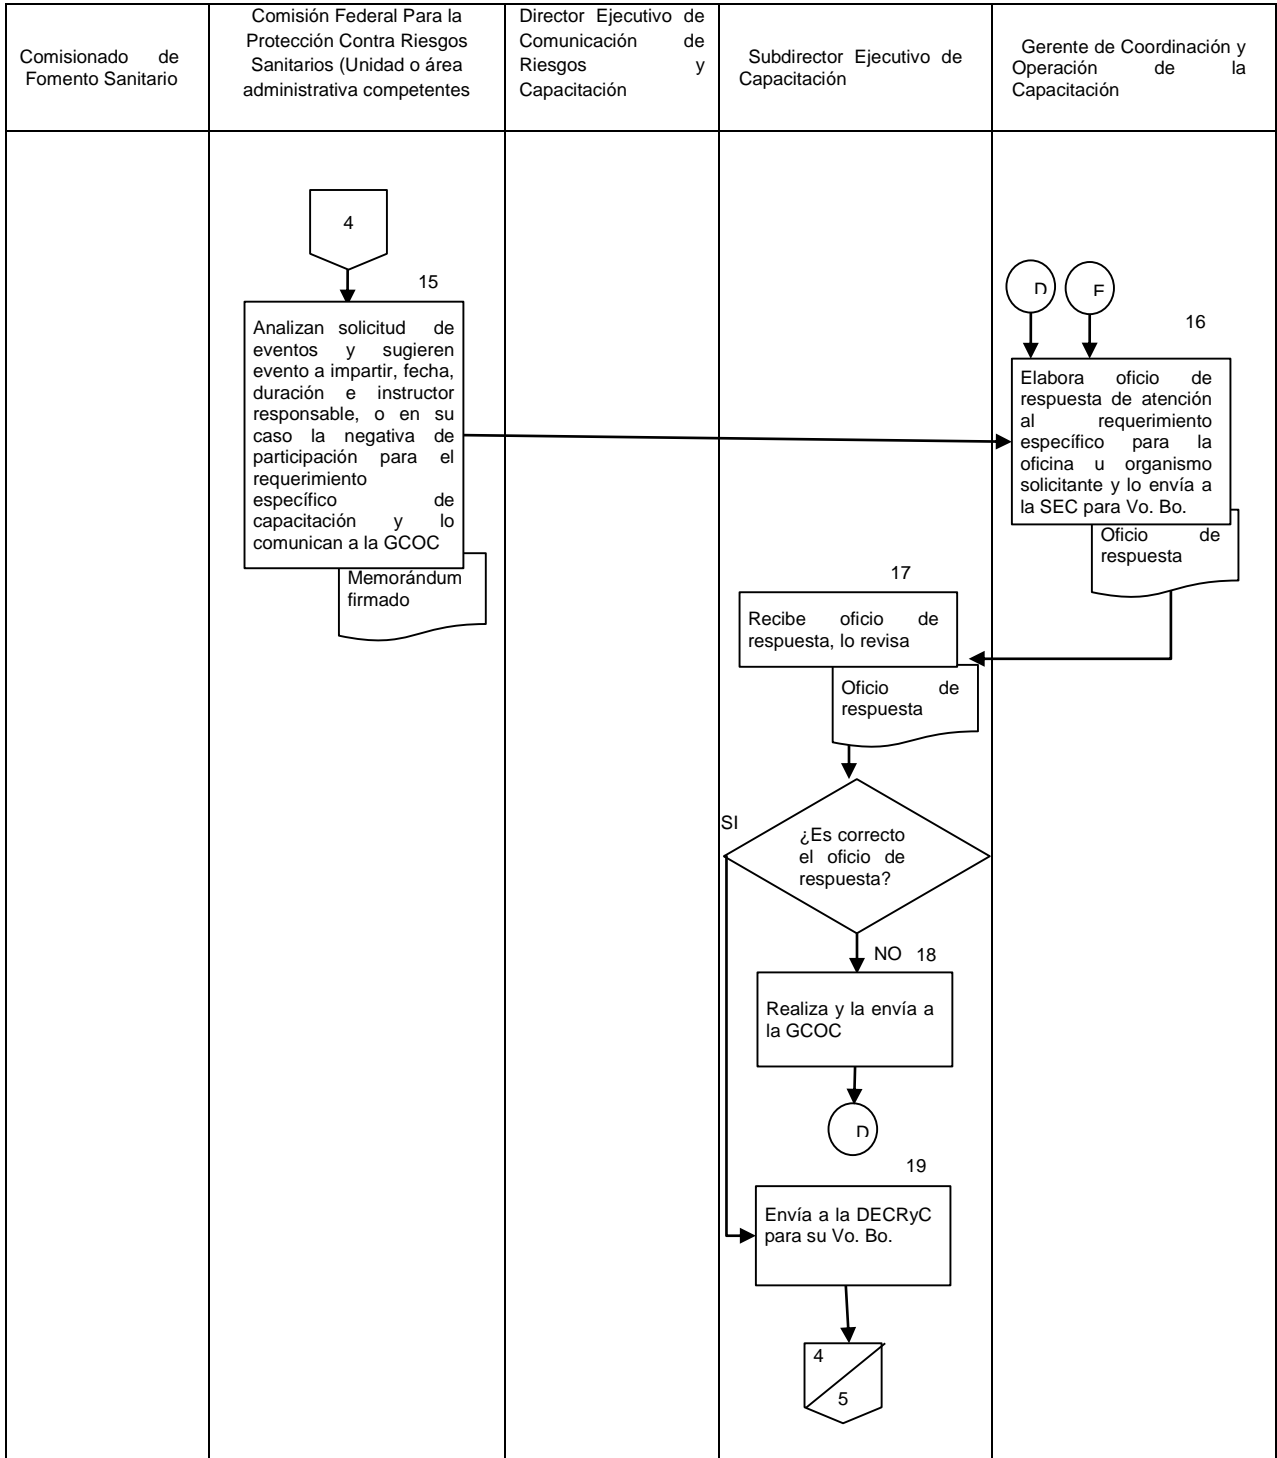 Comisionado de
Fomento Sanitario
Comisión Federal Para la
Protección Contra Riesgos
Sanitarios (Unidad o área
administrativa competentes
Director Ejecutivo de
Comunicación de
Riesgos y
Capacitación
Subdirector Ejecutivo de
Capacitación
Gerente de Coordinación y
Operación de la
Capacitación
4
15
Analizan solicitud de
eventos y sugieren
evento a impartir, fecha,
duración e instructor
responsable, o en su
caso la negativa de
participación para el
requerimiento
específico de
capacitación y lo
comunican a la GCOC
Memorándum
firmado
D
16
Elabora oficio de
respuesta de atención
al requerimiento
específico para la
oficina u organismo
solicitante y lo envía a
la SEC para Vo. Bo.
Oficio de
respuesta
17
Recibe oficio de
respuesta, lo revisa
Oficio de
respuesta
SI
¿Es correcto
el oficio de
respuesta?
NO 18
Realiza y la envía a
la GCOC
D
19
Envía a la DECRyC
para su Vo. Bo.
4
5